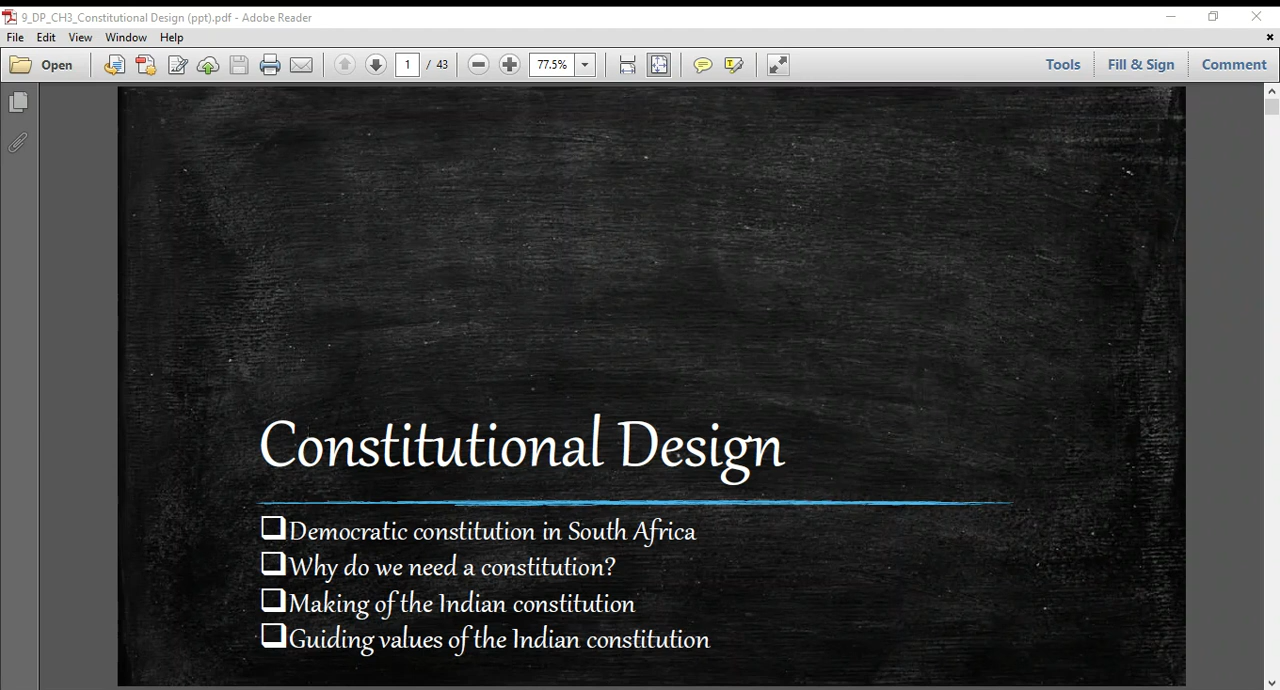 9_DP_CH3_Constitutional Design (ppt).pdf - Adobe Reader
File Edit View Window Help
Open 1 / 43 77.5% Tools Fill & Sign Comment
Constitutional Design
Democratic constitution in South Africa
Why do we need a constitution?
Making of the Indian constitution
Guiding values of the Indian constitution